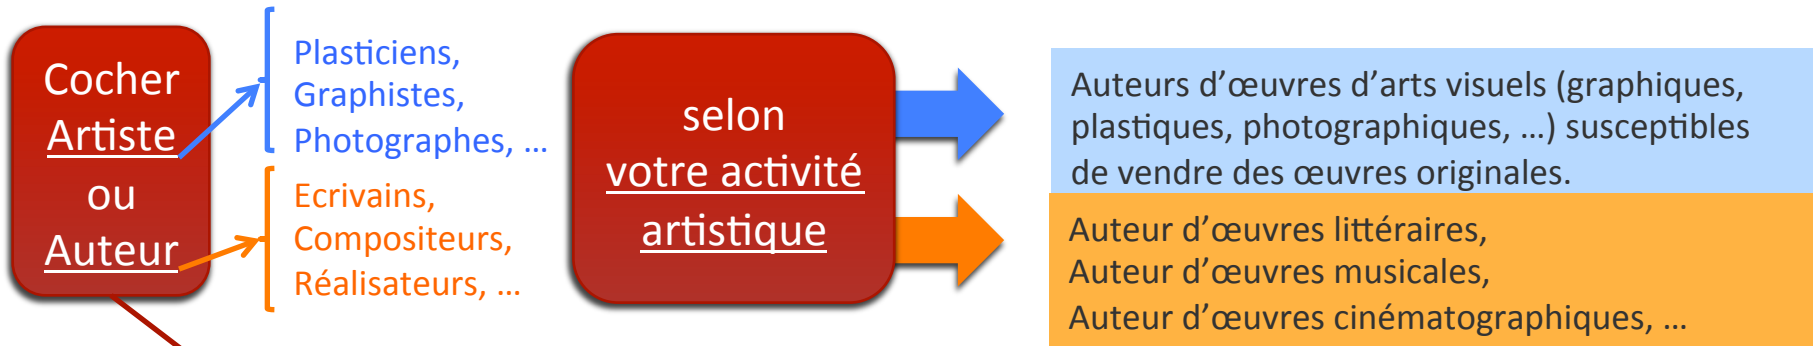 Cocher
Artiste
ou
Auteur
Plasticiens,
Graphistes,
Photographes, ...
Ecrivains,
Compositeurs,
Réalisateurs, ...
selon
votre activité
artistique
Auteurs d’œuvres d’arts visuels (graphiques,
plastiques, photographiques, ...) susceptibles
de vendre des œuvres originales.
Auteur d’œuvres littéraires,
Auteur d’œuvres musicales,
Auteur d’œuvres cinématographiques, ...